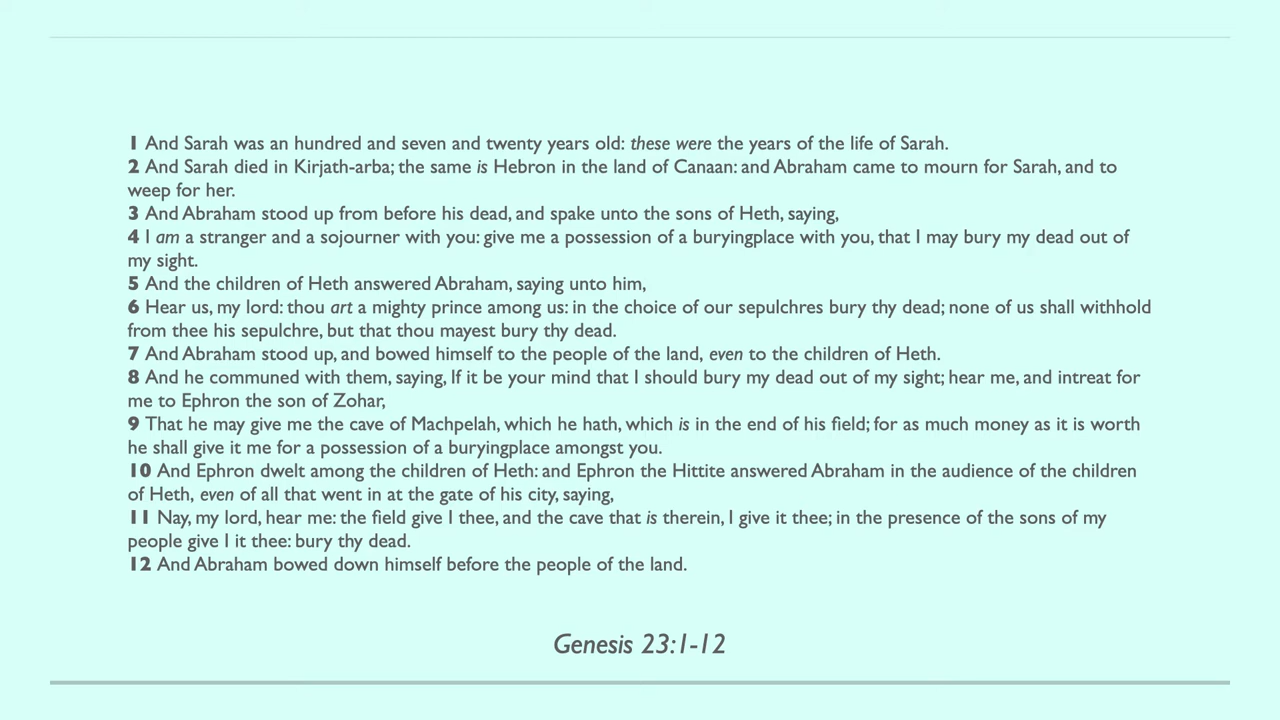 1 And Sarah was an hundred and seven and twenty years old: these were the years of the life of Sarah.
2 And Sarah died in Kirjath-arba; the same is Hebron in the land of Canaan: and Abraham came to mourn for Sarah, and to
weep for her.
3 And Abraham stood up from before his dead, and spake unto the sons of Heth, saying,
4 I am a stranger and a sojourner with you: give me a possession of a buryingplace with you, that I may bury my dead out of
my sight.
5 And the children of Heth answered Abraham, saying unto him,
6 Hear us, my lord: thou art a mighty prince among us: in the choice of our sepulchres bury thy dead; none of us shall withhold
from thee his sepulchre, but that thou mayest bury thy dead.
7 And Abraham stood up, and bowed himself to the people of the land, even to the children of Heth.
8 And he communed with them, saying, If it be your mind that I should bury my dead out of my sight; hear me, and intreat for
me to Ephron the son of Zohar,
9 That he may give me the cave of Machpelah, which he hath, which is in the end of his field; for as much money as it is worth
he shall give it me for a possession of a buryingplace amongst you.
10 And Ephron dwelt among the children of Heth: and Ephron the Hittite answered Abraham in the audience of the children
of Heth, even of all that went in at the gate of his city, saying,
11 Nay, my lord, hear me: the field give I thee, and the cave that is therein, I give it thee; in the presence of the sons of my
people give I it thee: bury thy dead.
12 And Abraham bowed down himself before the people of the land.
Genesis 23:1-12